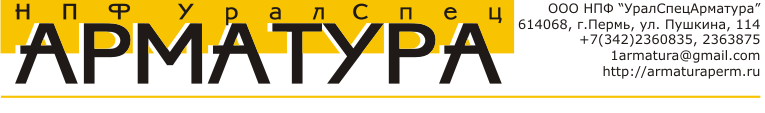 НПФ УралСпец
АРМАТУРА
ООО НПФ “УралСпецАрматура”
614068, г.Пермь, ул. Пушкина, 114
+7(342)2360835, 2363875
1armatura@gmail.com
http://armaturaperm.ru